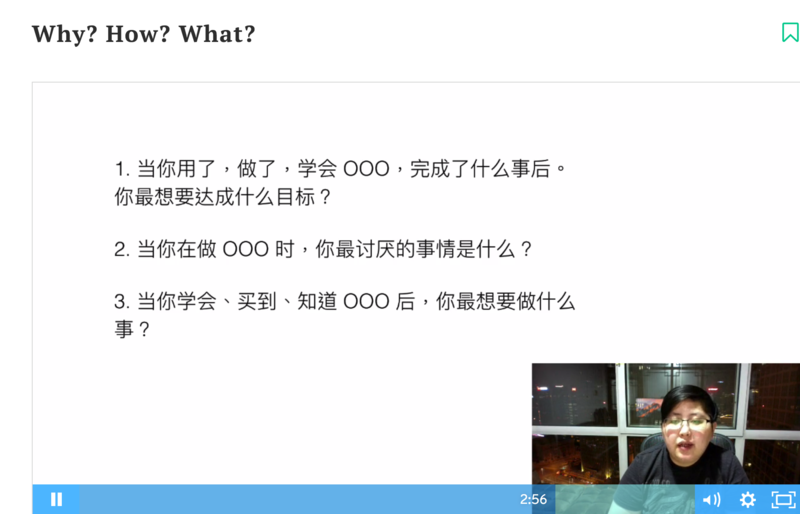 Why? How? What?
1. 当你用了，做了，学会 OOO，完成了什么事后。
你最想要达成什么目标？
2. 当你在做 OOO 时，你最讨厌的事情是什么？
3. 当你学会、买到、知道 OOO 后，你最想要做什么
事？
2:56